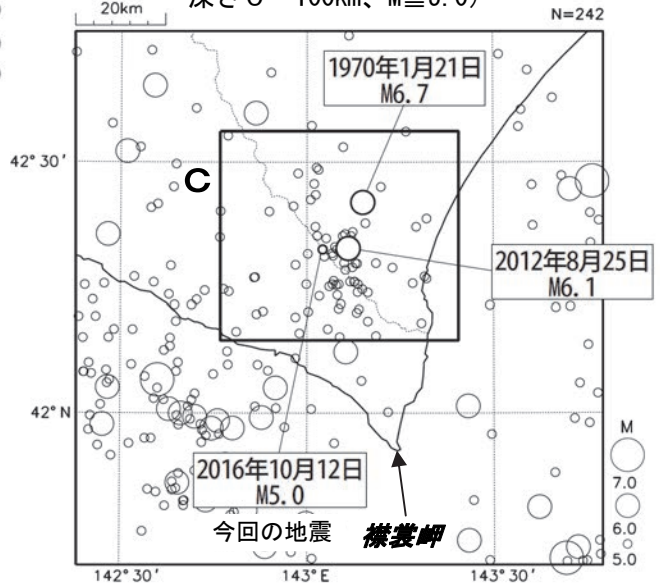 深さ0～100km、M≧5.0)
20km
N=242
1970年1月21日
M6.7
42°30′
C
2012年8月25日
M6.1
42°N
2016年10月12日
M5.0
今回の地震
襟裳岬
M
7.0
6.0
5.0
142°30′
143°E
143°30′